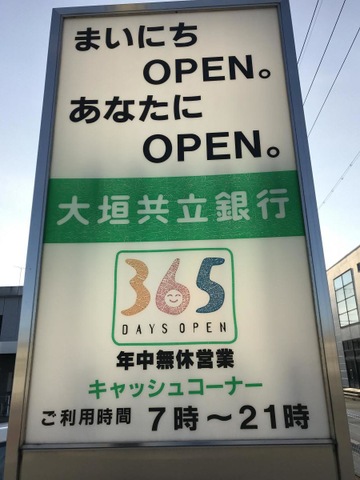 まいにち
OPEN。
あなたに
OPEN。
大垣共立銀行
365
DAYS OPEN
年中無休営業
キャッシュコーナー
ご利用時間 7時〜21時